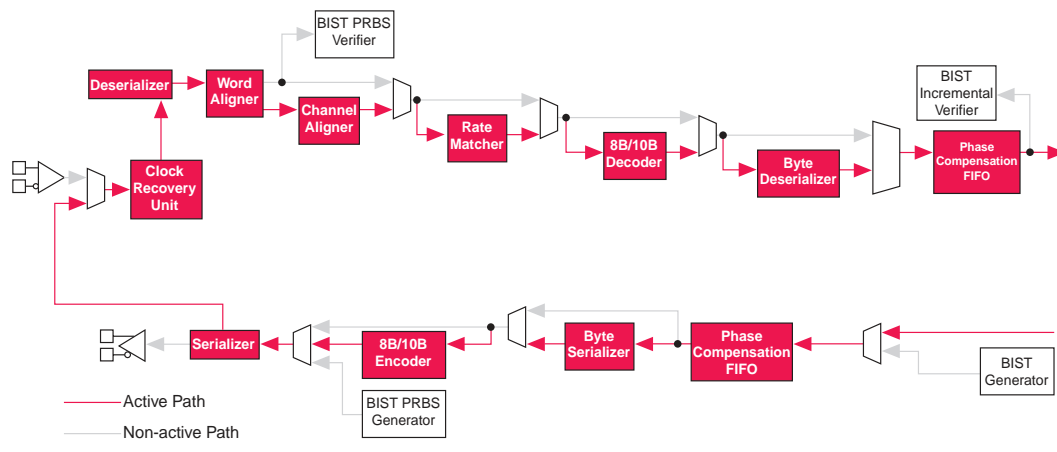 BIST PRBS
Verifier
Deserializer
Word
Aligner
Channel
Aligner
Rate
Matcher
8B/10B
Decoder
Byte
Deserializer
BIST
Incremental
Verifier
Phase
Compensation
FIFO
Clock
Recovery
Unit
Serializer
8B/10B
Encoder
BIST PRBS
Generator
Byte
Serializer
Phase
Compensation
FIFO
BIST
Generator
Active Path
Non-active Path